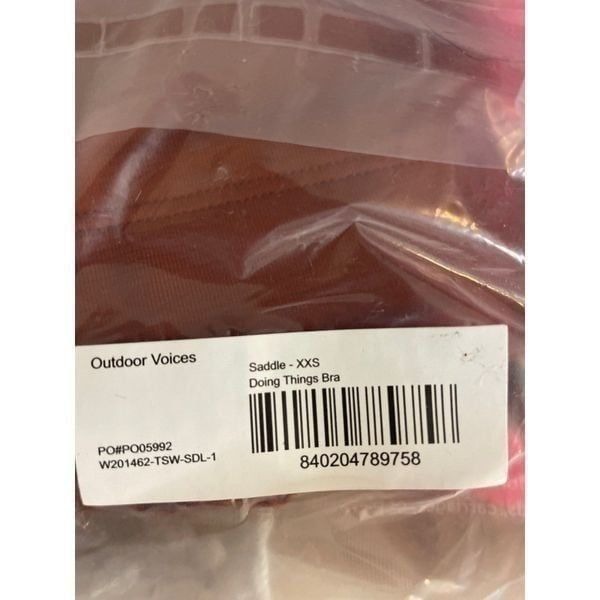 Outdoor Voices
Saddle - XXS
Doing Things Bra
PO#PO05992
W201462-TSW-SDL-1
840204789758